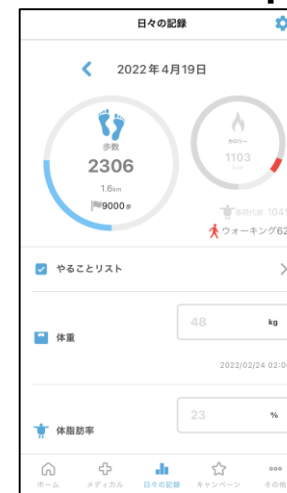 日々の記録
2022年4月19日
歩数
2306
1.6km
9000歩
カロリー
1103
kcal
基礎代謝 1041
ウォーキング62
やることリスト
体重
48
kg
2022/02/24 02:0
体脂肪率
23
%
ホーム
メディカル
日々の記録
キャンペーン
その他